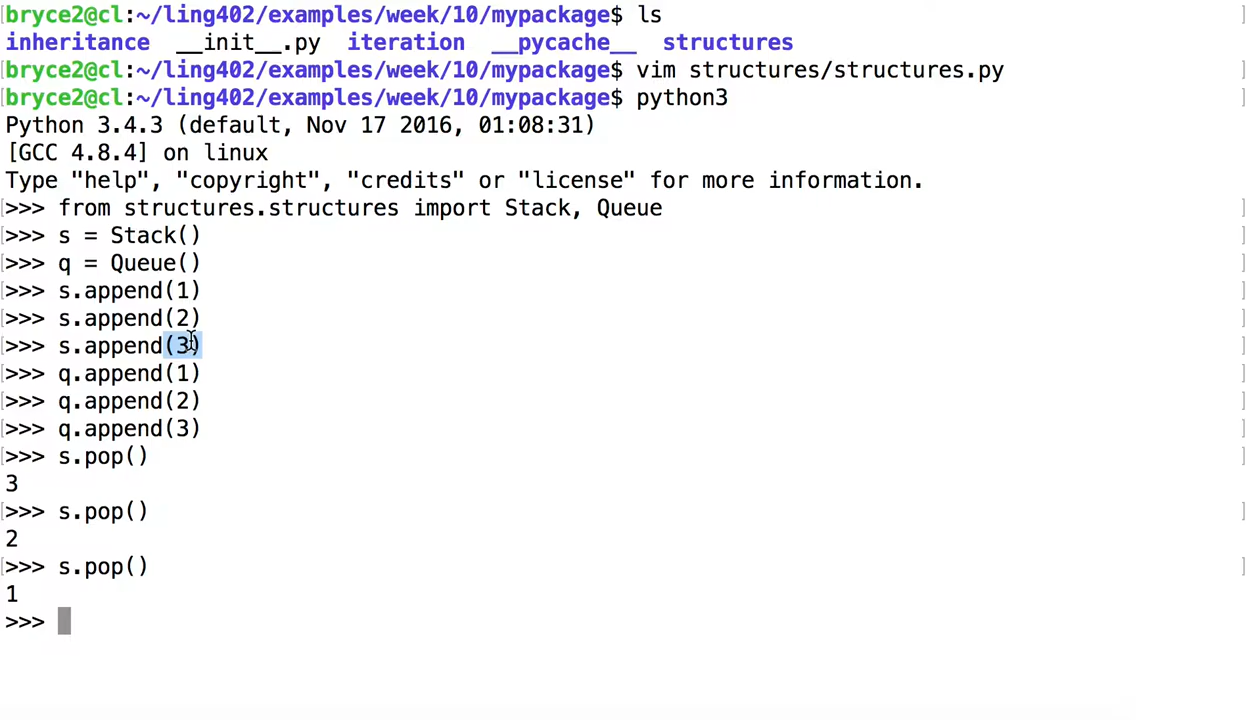 bryce2@cl:~/ling402/examples/week/10/mypackage$ ls
inheritance  __init__.py  iteration  __pycache__  structures
bryce2@cl:~/ling402/examples/week/10/mypackage$ vim structures/structures.py
bryce2@cl:~/ling402/examples/week/10/mypackage$ python3
Python 3.4.3 (default, Nov 17 2016, 01:08:31)
[GCC 4.8.4] on linux
Type "help", "copyright", "credits" or "license" for more information.
>>> from structures.structures import Stack, Queue
>>> s = Stack()
>>> q = Queue()
>>> s.append(1)
>>> s.append(2)
>>> s.append(3)
>>> q.append(1)
>>> q.append(2)
>>> q.append(3)
>>> s.pop()
3
>>> s.pop()
2
>>> s.pop()
1
>>>